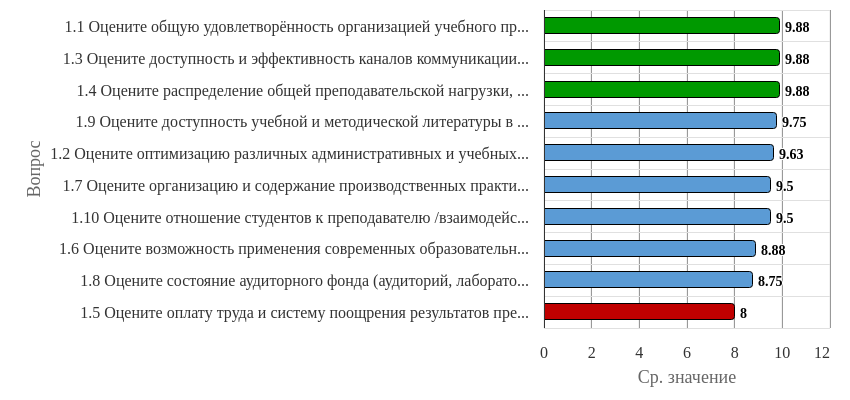 1.1 Оцените общую удовлетворённость организацией учебного пр... 9.88
1.3 Оцените доступность и эффективность каналов коммуникации... 9.88
1.4 Оцените распределение общей преподавательской нагрузки, ... 9.88
1.9 Оцените доступность учебной и методической литературы в ... 9.75
1.2 Оцените оптимизацию различных административных и учебных... 9.63
1.7 Оцените организацию и содержание производственных практи... 9.5
1.10 Оцените отношение студентов к преподавателю /взаимодейс... 9.5
1.6 Оцените возможность применения современных образовательн... 8.88
1.8 Оцените состояние аудиторного фонда (аудиторий, лаборато... 8.75
1.5 Оцените оплату труда и систему поощрения результатов пре... 8
Вопрос
0 2 4 6 8 10 12
Ср. значение